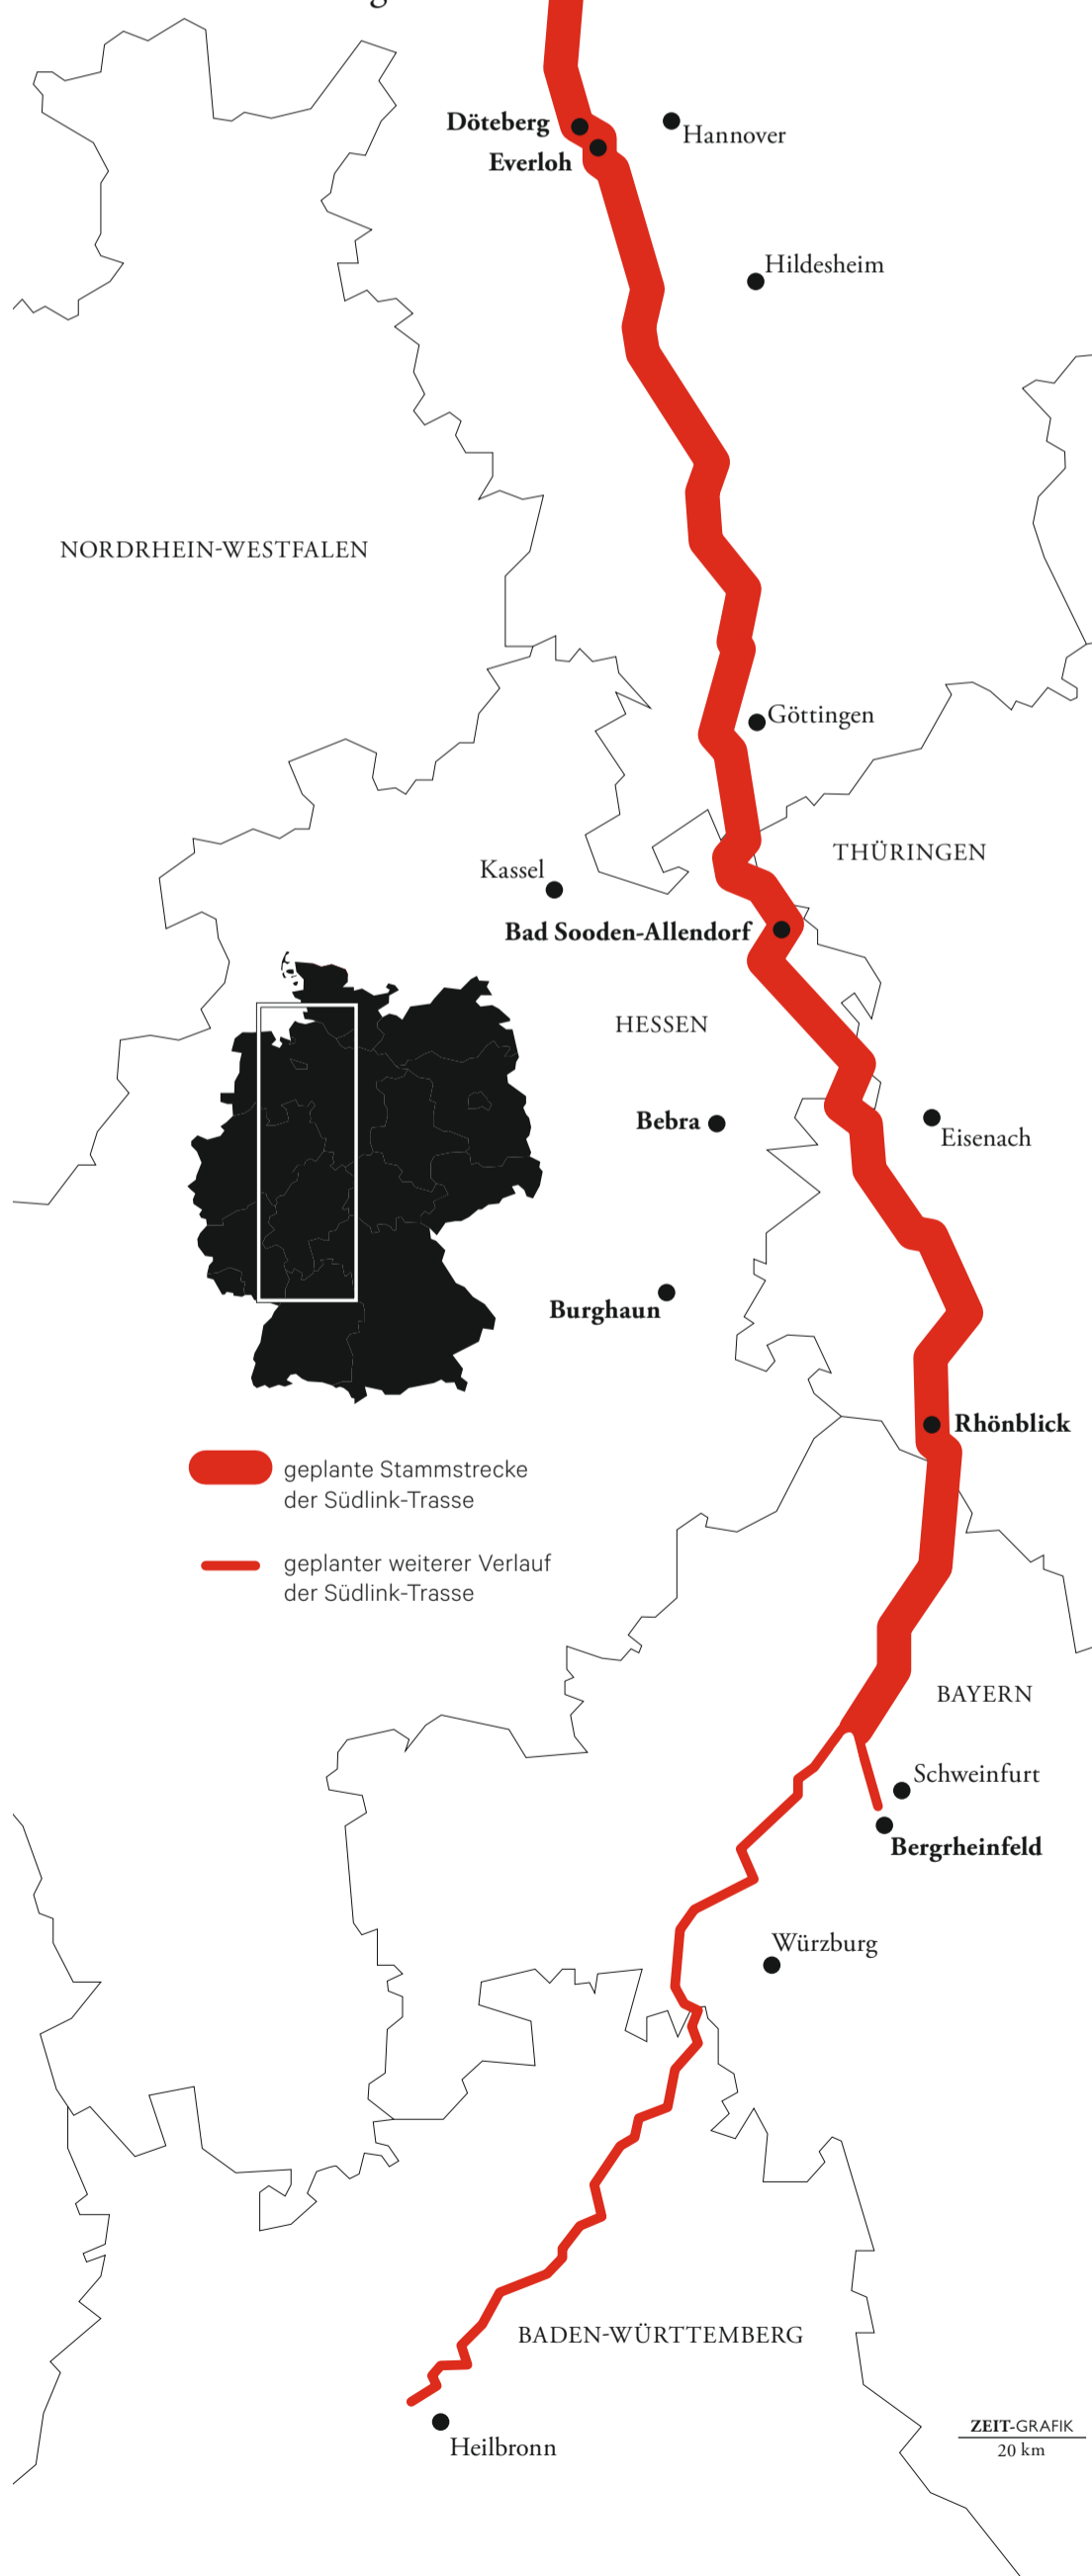 Döteberg
Hannover
Everloh
Hildesheim
NORDRHEIN-WESTFALEN
Göttingen
THÜRINGEN
Kassel
Bad Sooden-Allendorf
HESSEN
Bebra
Eisenach
Burghaun
Rhönblick
geplante Stammstrecke
der Südlink-Trasse
geplanter weiterer Verlauf
der Südlink-Trasse
BAYERN
Schweinfurt
Bergrheinfeld
Würzburg
BADEN-WÜRTTEMBERG
Heilbronn
ZEIT-GRAFIK
20 km